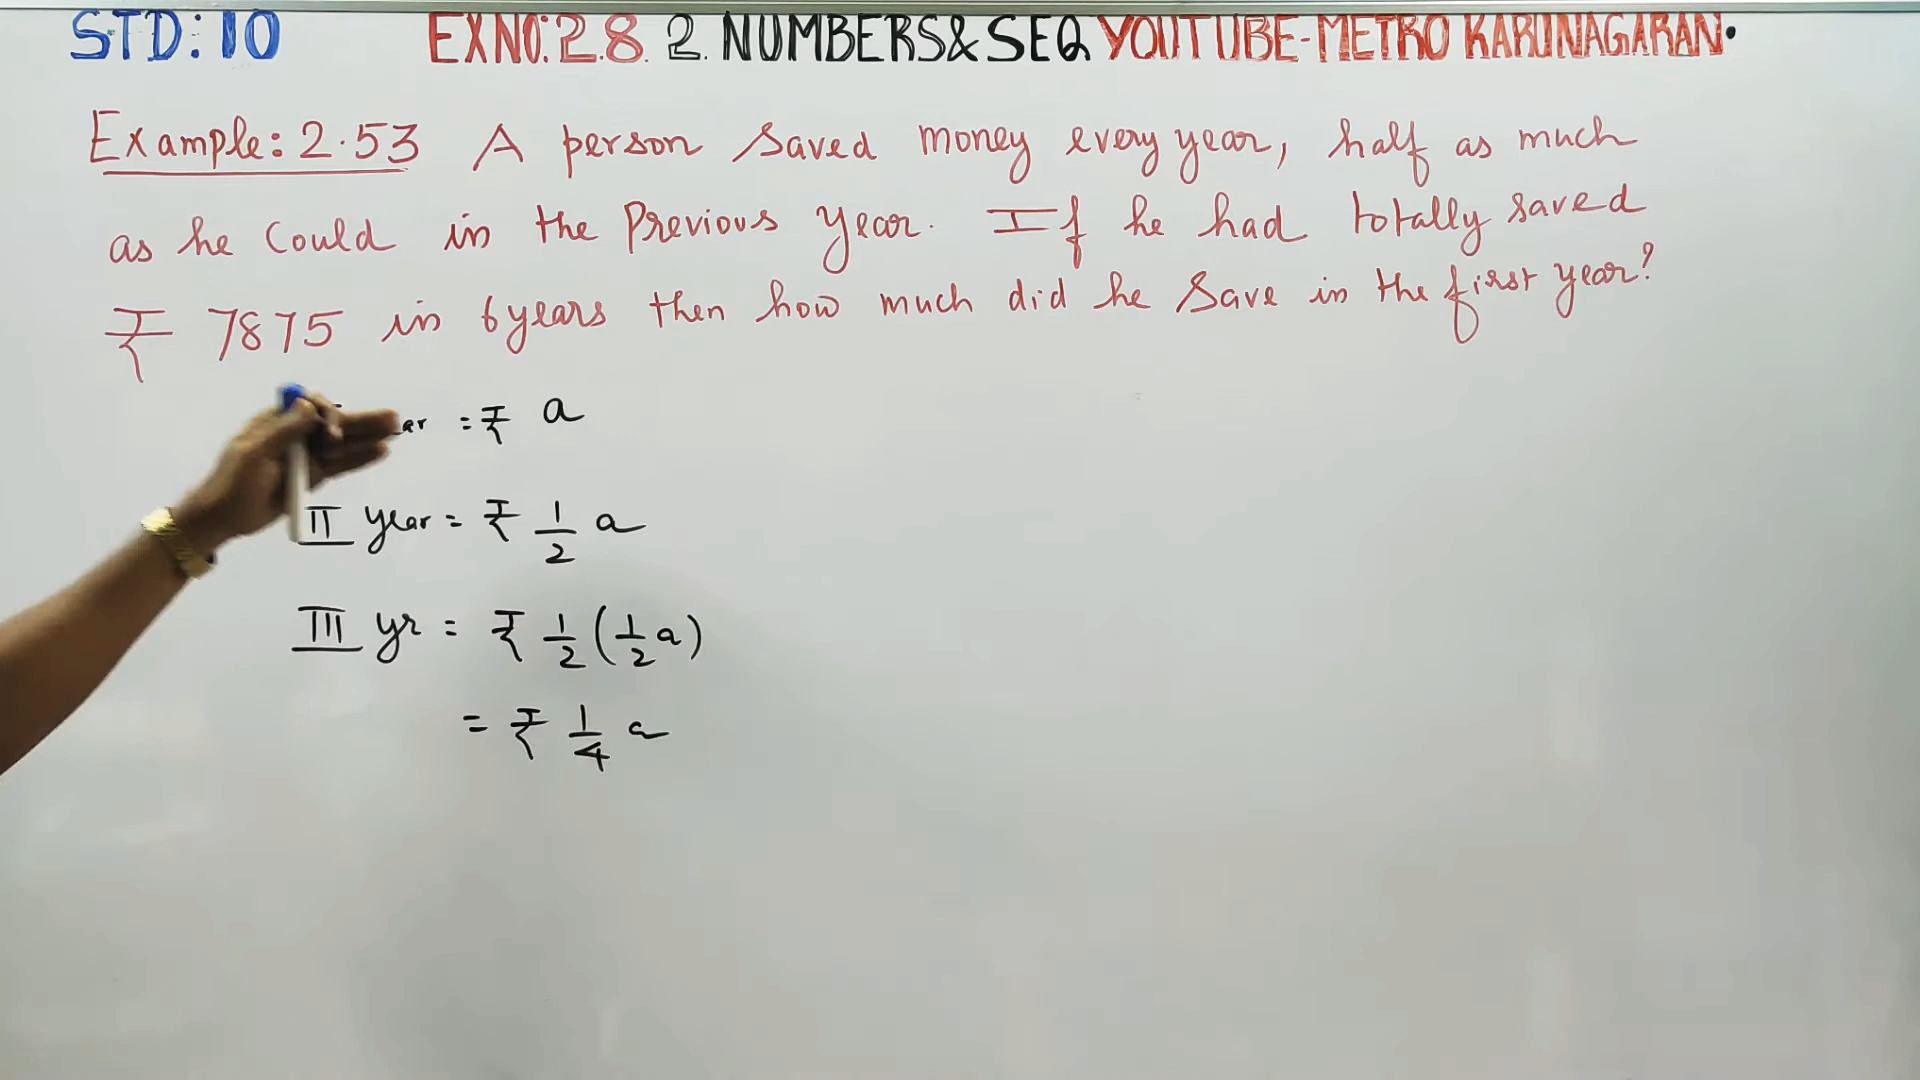 STD:10 EXNO:2.8. 2. NUMBERS&SEQ YOUTUBE-METRO KARUNAGARAN.
Example: 2.53 A person saved money every year, half as much
as he could in the previous year. If he had totally saved
₹ 7875 in 6 years then how much did he save in the first year?
= ₹ a
II year = ₹ 1/2 a
III yr = ₹ 1/2 (1/2 a)
= ₹ 1/4 a